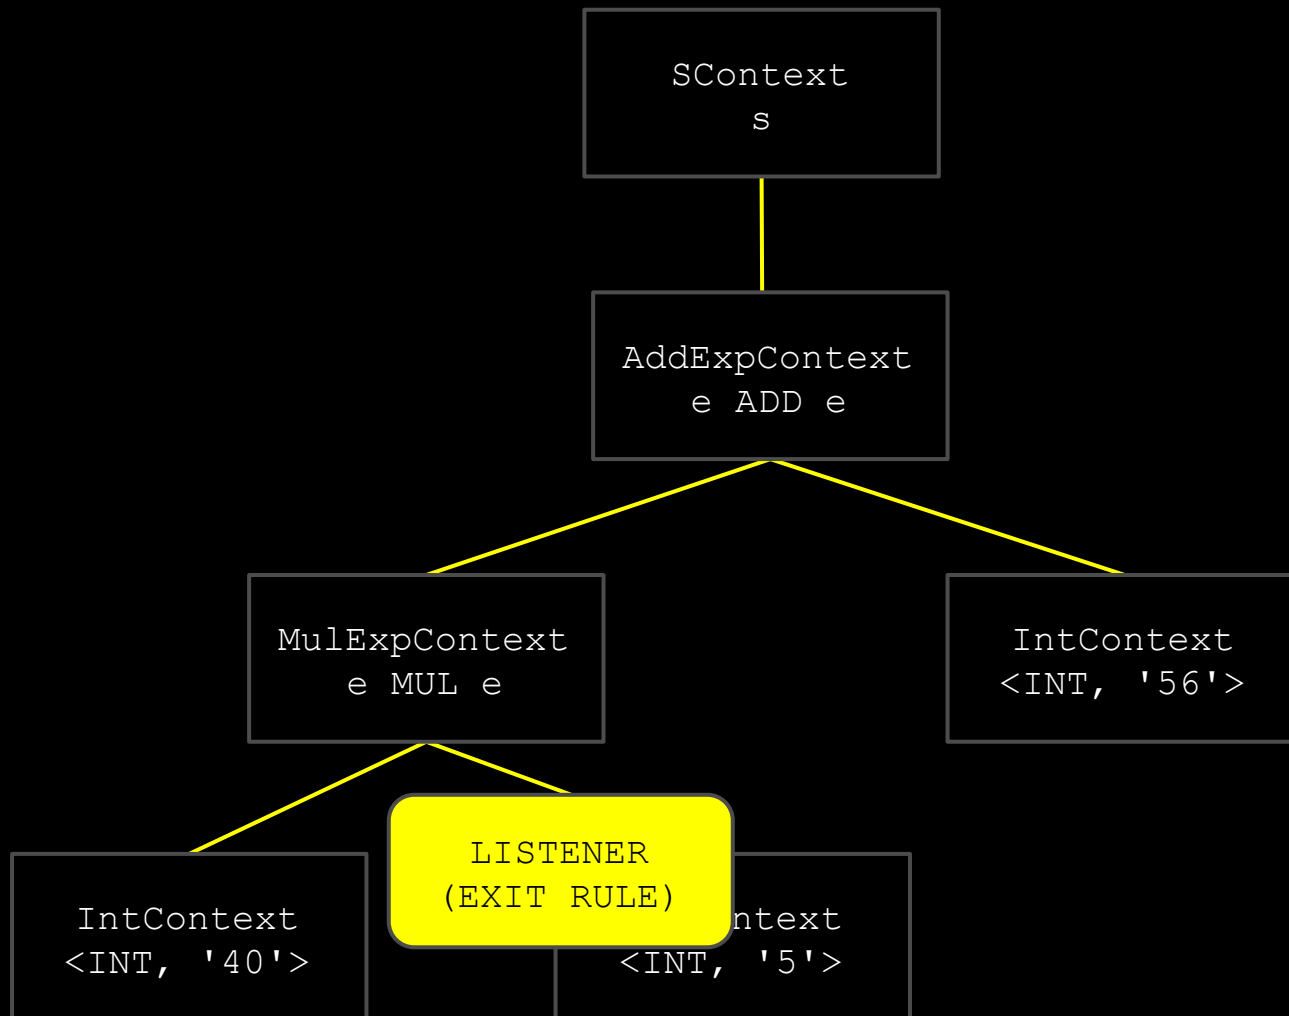 SContext
s
AddExpContext
e ADD e
MulExpContext
e MUL e
IntContext
<INT, '56'>
LISTENER
(EXIT RULE)
IntContext
<INT, '40'>
ntext
<INT, '5'>